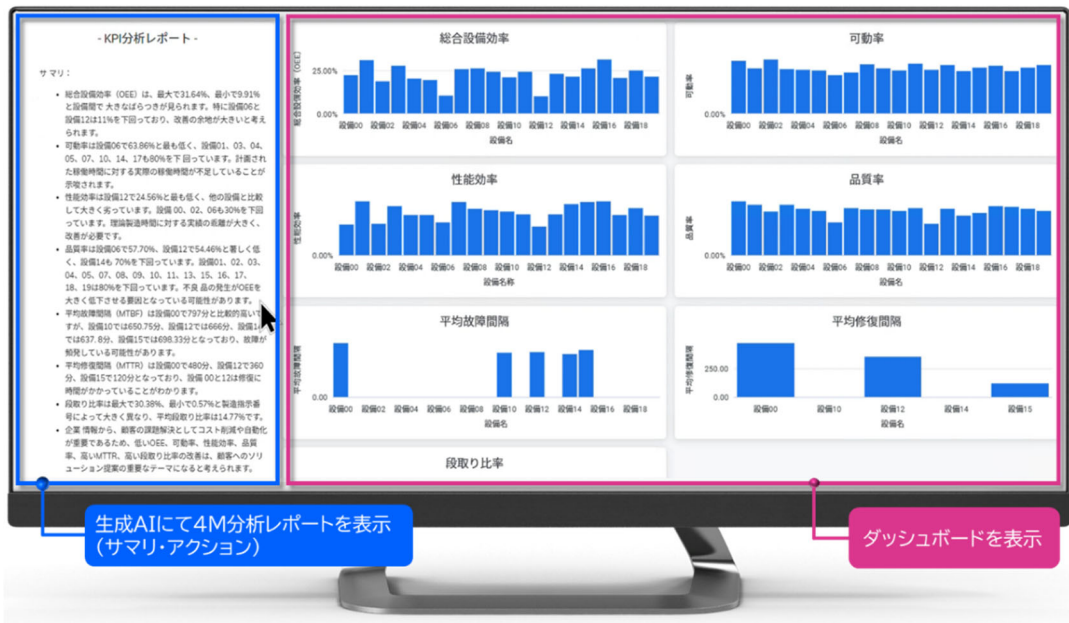 - KPI分析レポート -
サマリ：
• 総合設備効率（OEE）は、最大で31.64%、最小で9.91%
と設備間で 大きなばらつきが見られます。特に設備06と
設備12は11%を下回っており、改善の余地が大きいと考え
られます。
• 可動率は設備06で63.86%と最も低く、設備01、03、04、
05、07、10、14、17も80%を下 回っています。計画され
た稼働時間に対する実際の稼働時間が不足していることが
示唆されます。
• 性能効率は設備12で24.56%と最も低く、他の設備と比較
して大きく劣っています。設備 00、02、06も30%を下回
っています。理論製造時間に対する実績の乖離が大きく、
改善が必要です。
• 品質率は設備06で57.70%、設備12で54.46%と著しく低
く、設備14も 70%を下回っています。設備01、02、03、
04、05、07、08、09、10、11、13、15、16、17、
18、19は80%を下回っています。不良 品の発生がOEEを
大きく低下させる要因となっている可能性があります。
• 平均故障間隔（MTBF）は設備00で797分と比較的高いで
すが、設備10では650.75分、設備12では666分、設備14
では637. 8分、設備15では698.33分となっており、故障が
頻発している可能性があります。
• 平均修復間隔（MTTR）は設備00で480分、設備12で360
分、設備15で120分となっており、設備 00と12は修復に
時間がかかっていることがわかります。
• 段取り比率は最大で30.38%、最小で0.57%と製造指示番
号によって大きく異なり、平均段取り比率は14.77%です。
• 企業 情報から、顧客の課題解決としてコスト削減や自動化
が重要であるため、低いOEE、可動率、性能効率、品質
率、高いMTTR、高い段取り比率の改善は、顧客へのソリ
ューション提案の重要なテーマになると考えられます。
総合設備効率
総合設備効率（OEE）
25.00%
0.00%
設備00 設備02 設備04 設備06 設備08 設備10 設備12 設備14 設備16 設備18
設備名
可動率
可動率
0.00%
設備00 設備02 設備04 設備06 設備08 設備10 設備12 設備14 設備16 設備18
設備名
性能効率
性能効率
0.00%
設備00 設備02 設備04 設備06 設備08 設備10 設備12 設備14 設備16 設備18
設備名称
品質率
品質率
0.00%
設備00 設備02 設備04 設備06 設備08 設備10 設備12 設備14 設備16 設備18
設備名
平均故障間隔
平均故障間隔
0.00
設備00 設備02 設備04 設備06 設備08 設備10 設備12 設備14 設備16 設備18
設備名
平均修復間隔
平均修復間隔
250.00
0.00
設備00 設備10 設備12 設備14 設備15
設備名
段取り比率
生成AIにて4M分析レポートを表示
（サマリ・アクション）
ダッシュボードを表示